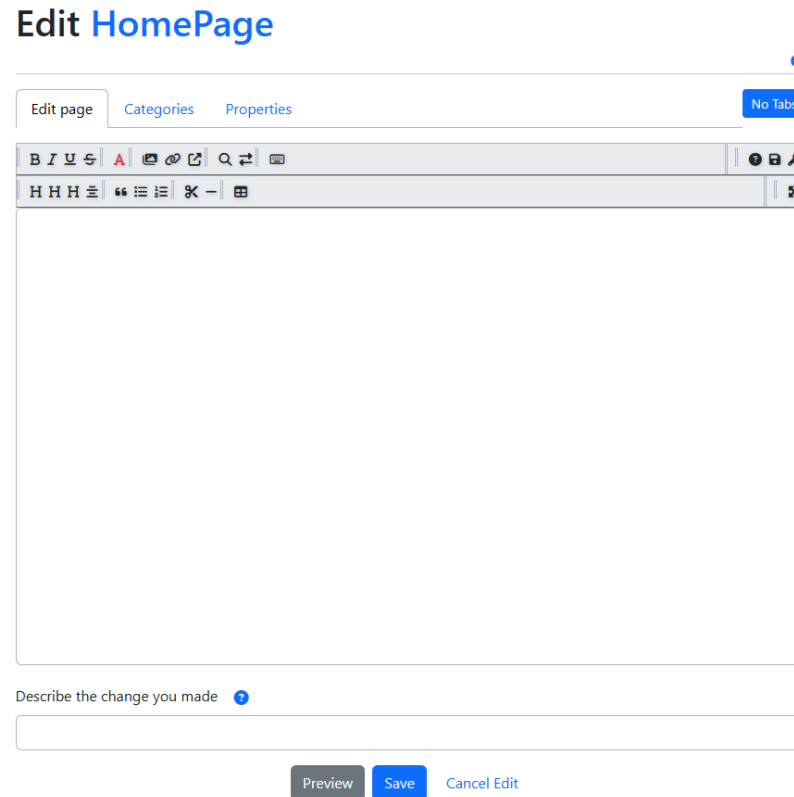 Edit HomePage
Edit page Categories Properties No Tabs
B I U S A
H H H
Describe the change you made
Preview Save Cancel Edit